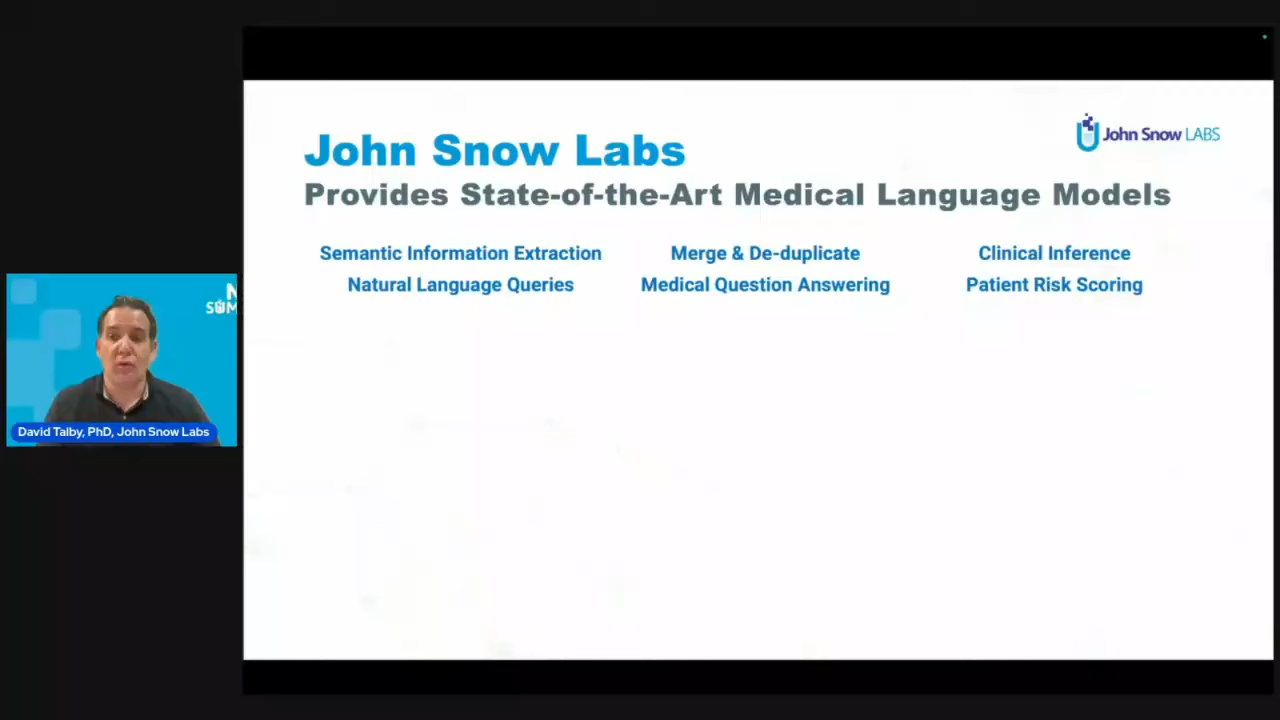 John Snow Labs
John Snow LABS
Provides State-of-the-Art Medical Language Models
Semantic Information Extraction
Merge & De-duplicate
Clinical Inference
Natural Language Queries
Medical Question Answering
Patient Risk Scoring
N
SUM
David Talby, PhD, John Snow Labs